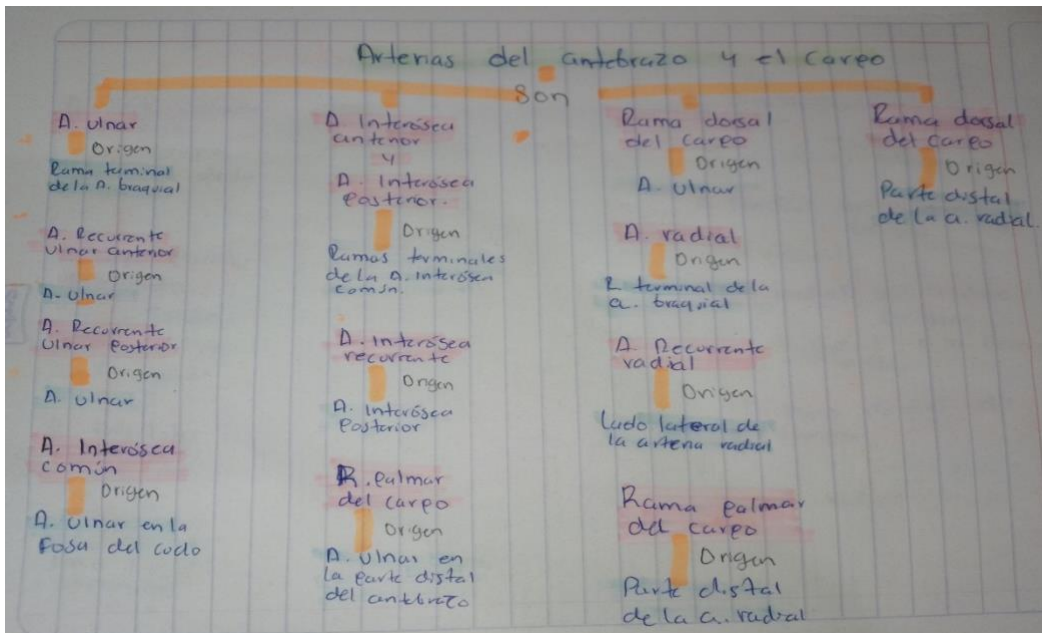 Arterias del antebrazo y el carpo
Son
A. Ulnar
Origen
Rama terminal
de la A. braquial
A. Recurrente
Ulnar anterior
Origen
A. Ulnar
A. Recurrente
Ulnar Posterior
Origen
A. Ulnar
A. Interósea
común
Origen
A. Ulnar en la
Fosa del codo
A. Interósea
anterior
y
A. Interósea
Posterior.
Origen
Ramas terminales
de la A. Interósea
común.
A. Interósea
recurrente
Origen
A. Interósea
Posterior
R. Palmar
del carpo
Origen
A. Ulnar en
la parte distal
del antebrazo
Rama dorsal
del carpo
Origen
A. Ulnar
A. radial
Origen
R. terminal de la
a. braquial
A. Recurrente
radial
Origen
Lado lateral de
la arteria radial
Rama palmar
del carpo
Origen
Parte distal
de la a. radial
Rama dorsal
del carpo
Origen
Parte distal
de la a. radial.